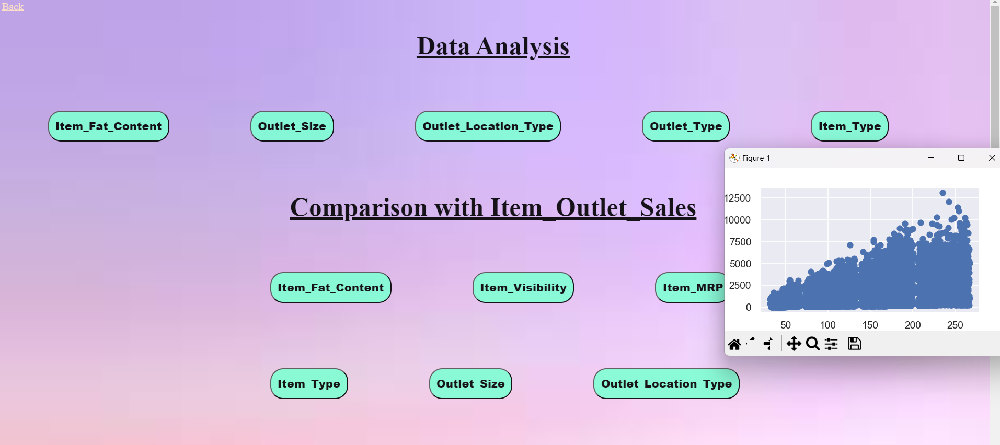 Back
Data Analysis
Item_Fat_Content
Outlet_Size
Outlet_Location_Type
Outlet_Type
Item_Type
Comparison with Item_Outlet_Sales
Item_Fat_Content
Item_Visibility
Item_MRP
Item_Type
Outlet_Size
Outlet_Location_Type
Figure 1
12500
10000
7500
5000
2500
0
50
100
150
200
250